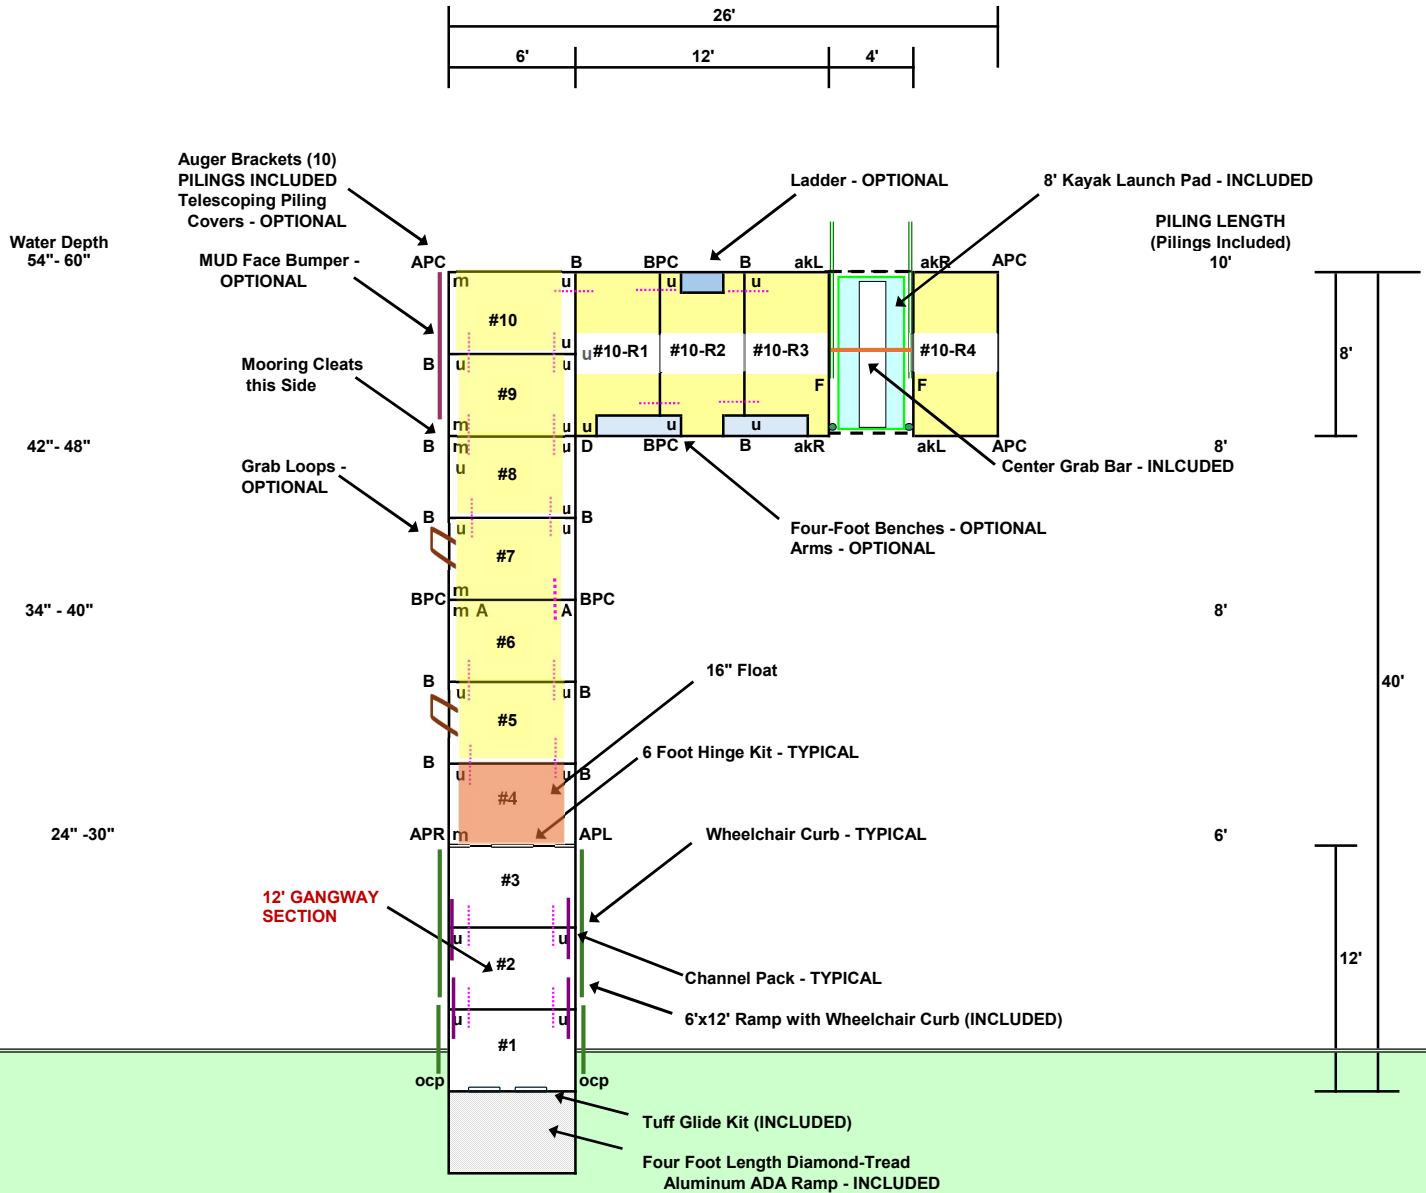 26'
6'
12'
4'
Auger Brackets (10)
PILINGS INCLUDED
Telescoping Piling
Covers - OPTIONAL
Ladder - OPTIONAL
8' Kayak Launch Pad - INCLUDED
PILING LENGTH
(Pilings Included)
10'
Water Depth
54"- 60"
MUD Face Bumper -
OPTIONAL
APC
B
BPC
B
akL
akR
APC
m
u
u
u
#10
u
u
#10-R1
#10-R2
#10-R3
#10-R4
8'
B
u
u
Mooring Cleats
this Side
#9
F
F
m
u
u
u
u
42"- 48"
B
m
u
D
BPC
B
akR
akL
APC
8'
Grab Loops -
OPTIONAL
u
#8
Center Grab Bar - INLCUDED
u
B
B
u
u
Four-Foot Benches - OPTIONAL
Arms - OPTIONAL
#7
m
BPC
BPC
34" - 40"
m
A
A
8'
#6
16" Float
B
u
u
B
40'
#5
6 Foot Hinge Kit - TYPICAL
B
u
u
B
#4
24" -30"
APR
m
APL
Wheelchair Curb - TYPICAL
6'
#3
12' GANGWAY
SECTION
u
u
#2
12'
Channel Pack - TYPICAL
6'x12' Ramp with Wheelchair Curb (INCLUDED)
u
u
#1
ocp
ocp
Tuff Glide Kit (INCLUDED)
Four Foot Length Diamond-Tread
Aluminum ADA Ramp - INCLUDED